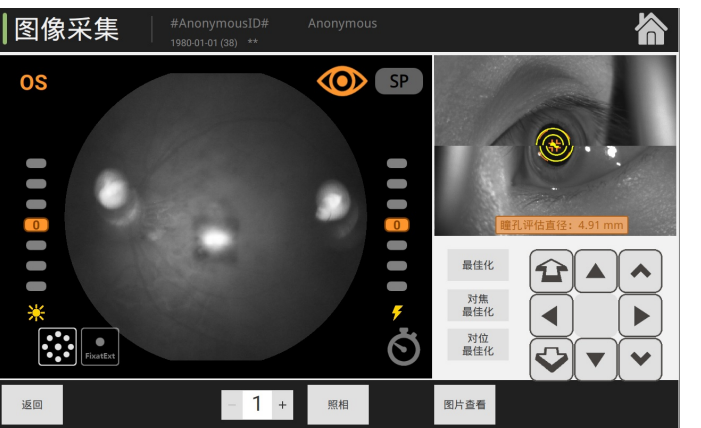 图像采集
#AnonymousID# Anonymous
1980-01-01 (38) **
OS
SP
0
0
瞳孔评估直径：4.91 mm
最佳化
对焦
最佳化
对位
最佳化
FixatExt
返回
− 1 +
照相
图片查看